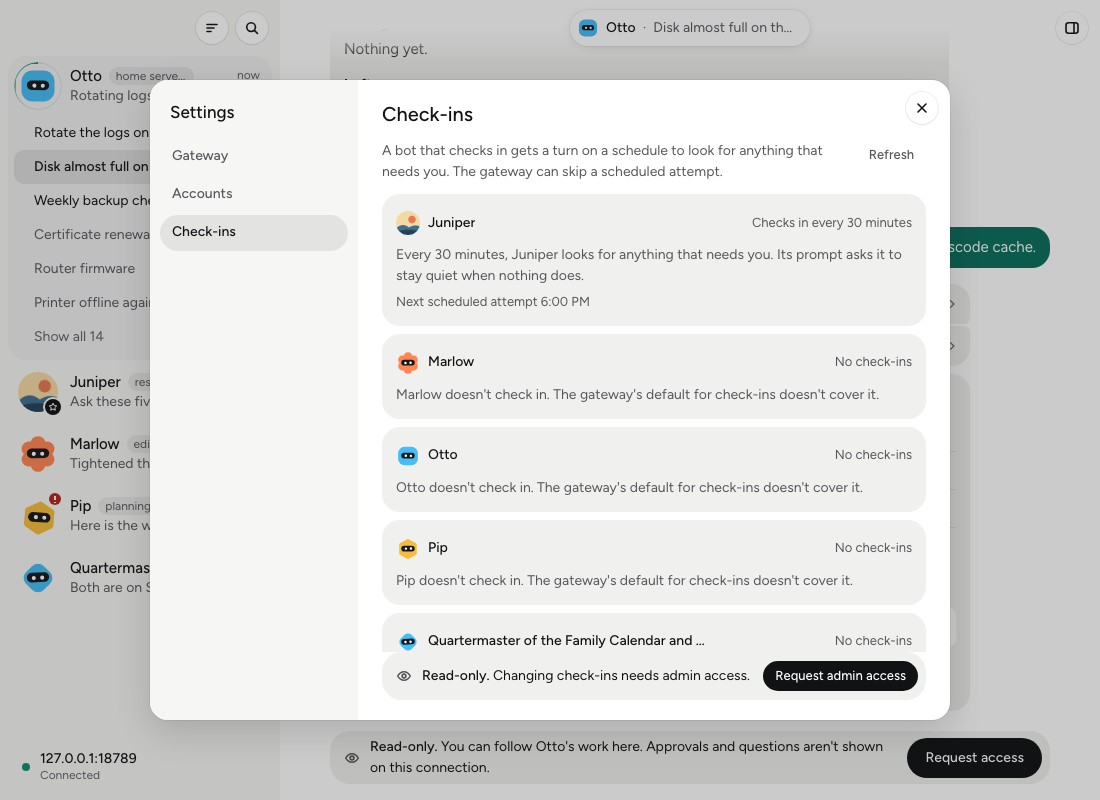 Otto · Disk almost full on th...
Nothing yet.
Otto
home serve...
now
Rotating logs
Rotate the logs on
Disk almost full on
Weekly backup che
Certificate renewa
Router firmware
Printer offline again
Show all 14
Juniper
res
Ask these fiv
Marlow
edi
Tightened th
Pip
planning
Here is the w
Quartermas
Both are on S
127.0.0.1:18789
Connected
scode cache.
Settings
Gateway
Accounts
Check-ins
Check-ins
A bot that checks in gets a turn on a schedule to look for anything that
needs you. The gateway can skip a scheduled attempt.
Refresh
Juniper
Checks in every 30 minutes
Every 30 minutes, Juniper looks for anything that needs you. Its prompt asks it to
stay quiet when nothing does.
Next scheduled attempt 6:00 PM
Marlow
No check-ins
Marlow doesn't check in. The gateway's default for check-ins doesn't cover it.
Otto
No check-ins
Otto doesn't check in. The gateway's default for check-ins doesn't cover it.
Pip
No check-ins
Pip doesn't check in. The gateway's default for check-ins doesn't cover it.
Quartermaster of the Family Calendar and ...
No check-ins
Read-only. Changing check-ins needs admin access.
Request admin access
Read-only. You can follow Otto's work here. Approvals and questions aren't shown
on this connection.
Request access